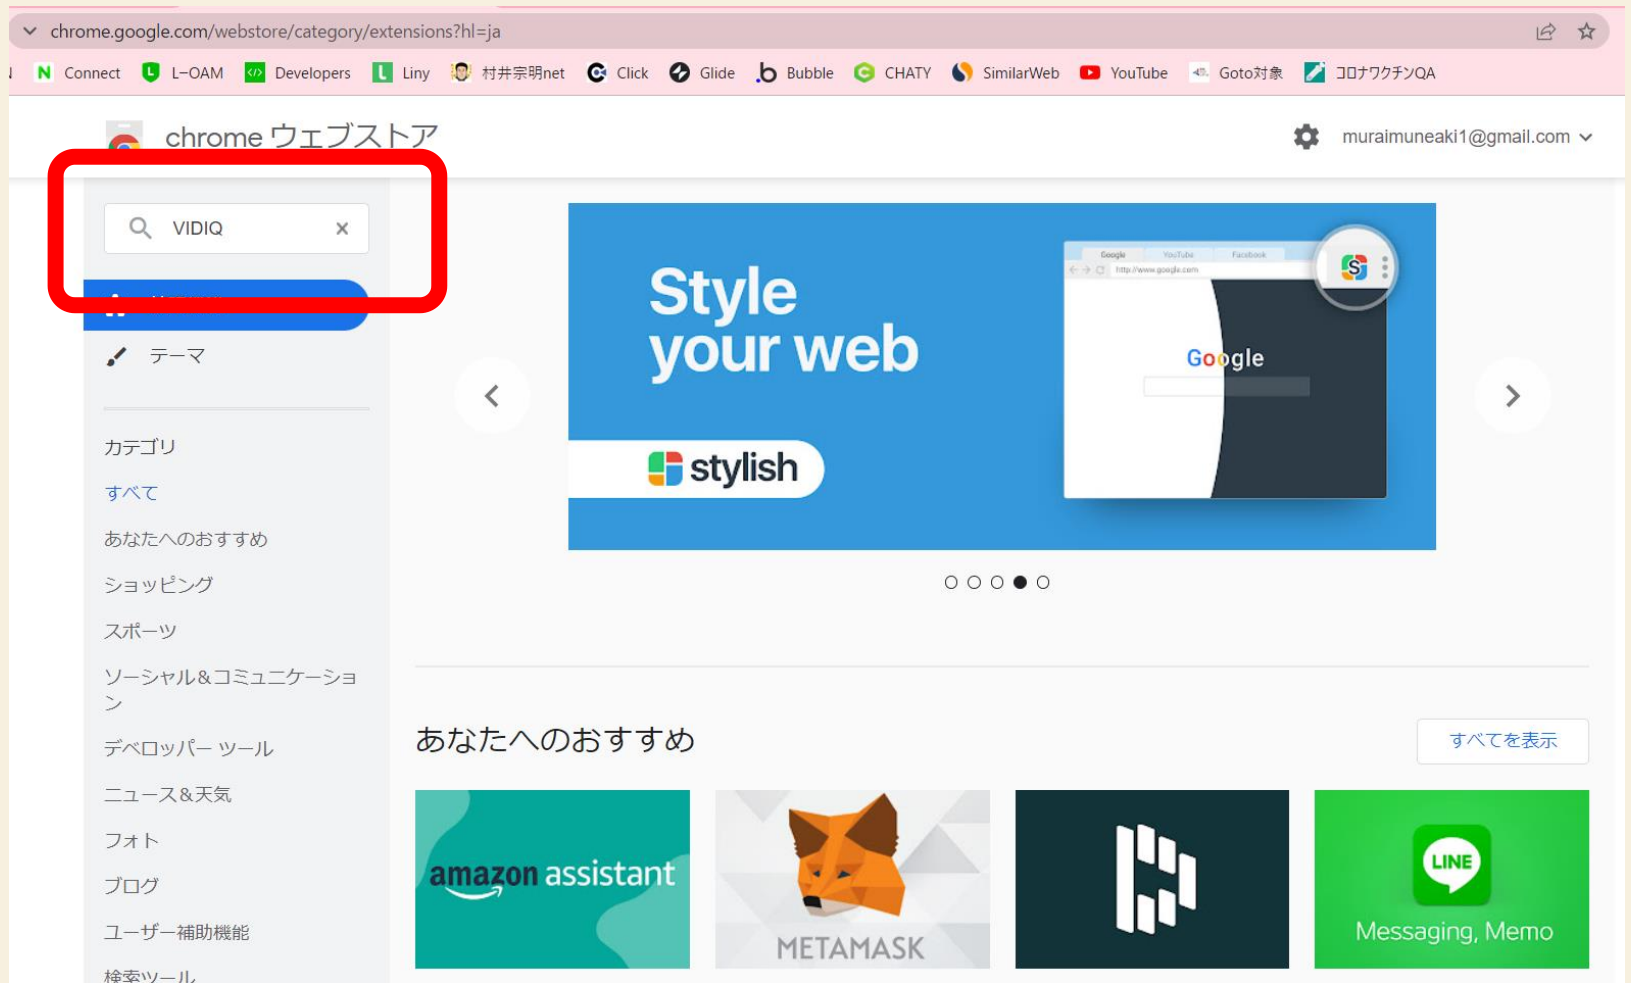 chrome.google.com/webstore/category/extensions?hl=ja
Connect L-OAM Developers Liny 村井宗明net Click Glide Bubble CHATY SimilarWeb YouTube Goto対象 コロナワクチンQA
chrome ウェブストア
muraimuneaki1@gmail.com
VIDIQ
テーマ
カテゴリ
すべて
あなたへのおすすめ
ショッピング
スポーツ
ソーシャル&コミュニケーショ
ン
デベロッパー ツール
ニュース&天気
フォト
ブログ
ユーザー補助機能
検索ツール
Style
your web
stylish
Google YouTube Facebook
http://www.google.com
S
Google
あなたへのおすすめ
すべてを表示
amazon assistant
METAMASK
LINE
Messaging, Memo